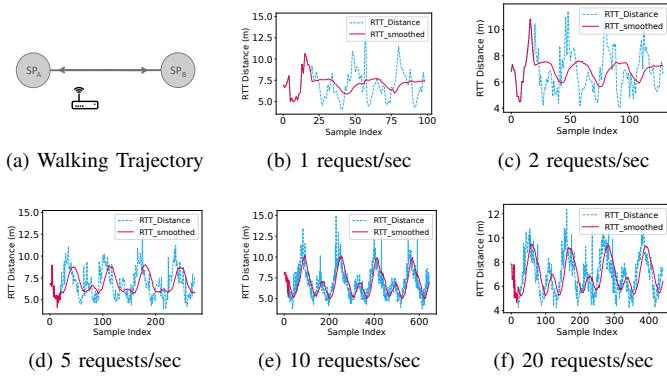 SP_A
SP_B
(a) Walking Trajectory
15.0
12.5
10.0
7.5
5.0
RTT Distance (m)
RTT_Distance
RTT_smoothed
0 25 50 75 100
Sample Index
(b) 1 request/sec
10
8
6
4
RTT Distance (m)
RTT_Distance
RTT_smoothed
0 50 100
Sample Index
(c) 2 requests/sec
15.0
12.5
10.0
7.5
5.0
RTT Distance (m)
RTT_Distance
RTT_smoothed
0 100 200
Sample Index
(d) 5 requests/sec
15.0
12.5
10.0
7.5
5.0
RTT Distance (m)
RTT_Distance
RTT_smoothed
0 200 400 600
Sample Index
(e) 10 requests/sec
12
10
8
6
4
RTT Distance (m)
RTT_Distance
RTT_smoothed
0 100 200 300 400
Sample Index
(f) 20 requests/sec